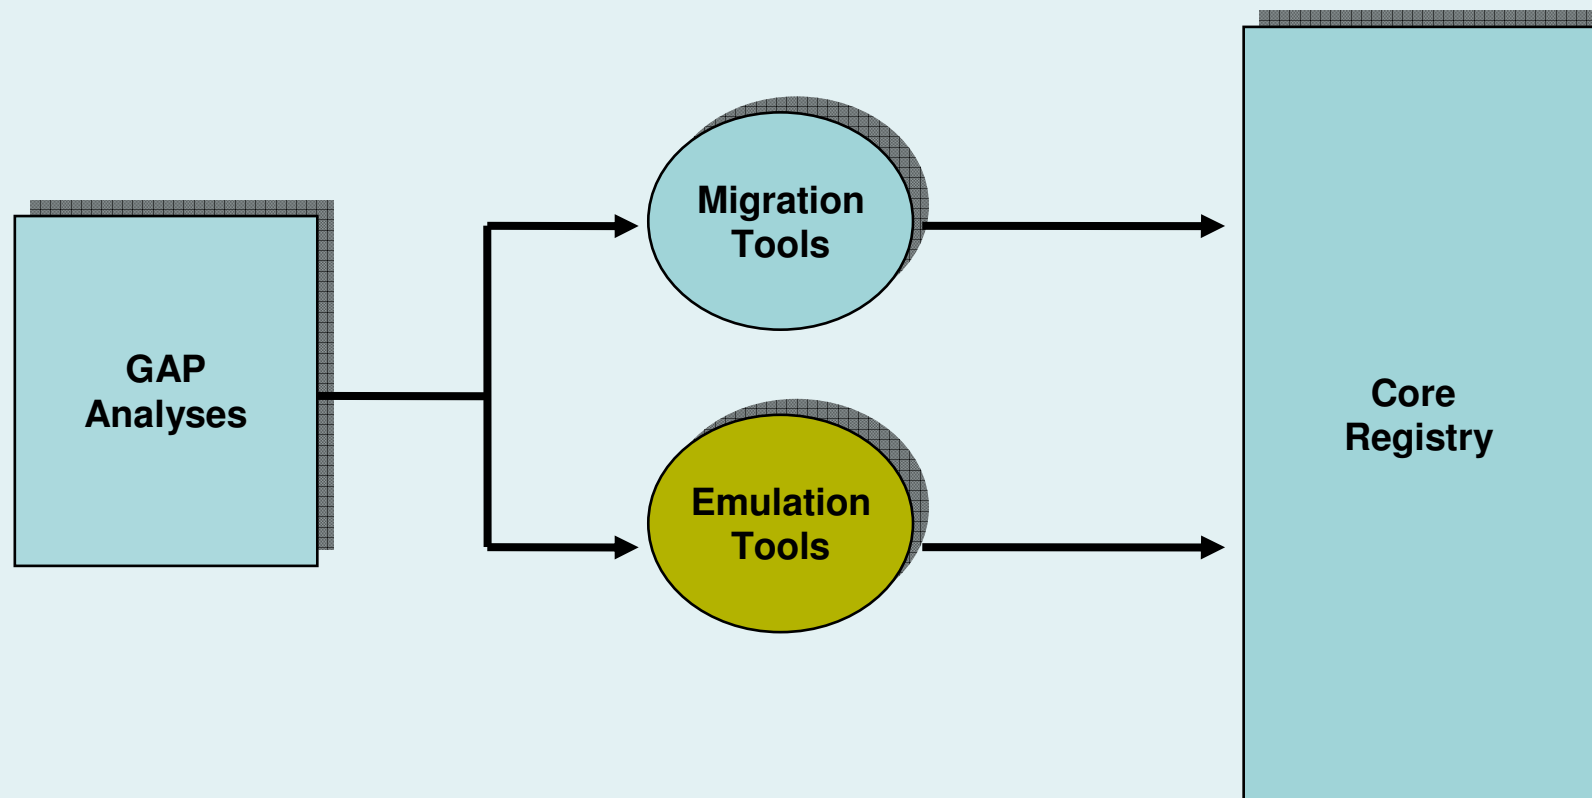 GAP
Analyses
Migration
Tools
Emulation
Tools
Core
Registry